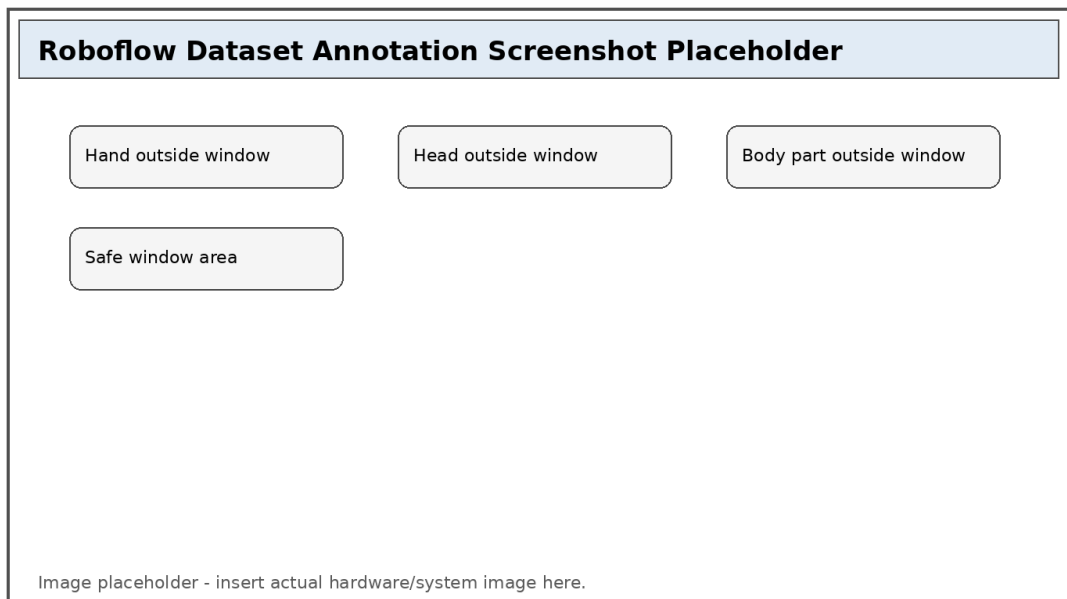 Roboflow Dataset Annotation Screenshot Placeholder
Hand outside window
Head outside window
Body part outside window
Safe window area
Image placeholder - insert actual hardware/system image here.